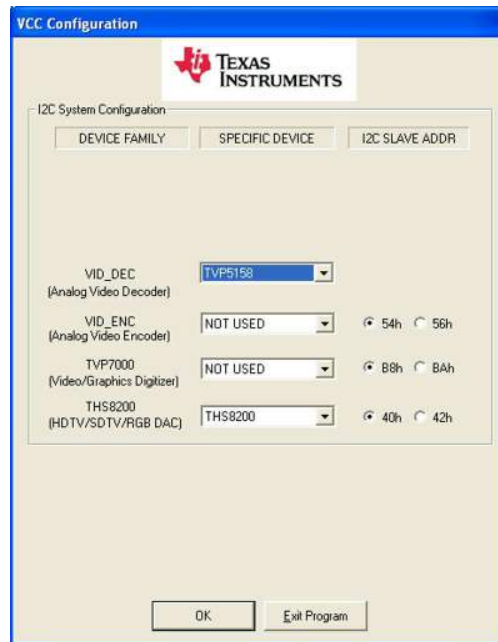 VCC Configuration
TEXAS
INSTRUMENTS
I2C System Configuration
DEVICE FAMILY SPECIFIC DEVICE I2C SLAVE ADDR
VID_DEC
(Analog Video Decoder)
TVP5158
VID_ENC
(Analog Video Encoder)
NOT USED
54h 56h
TVP7000
(Video/Graphics Digitizer)
NOT USED
B8h BAh
THS8200
(HDTV/SDTV/RGB DAC)
THS8200
40h 42h
OK Exit Program